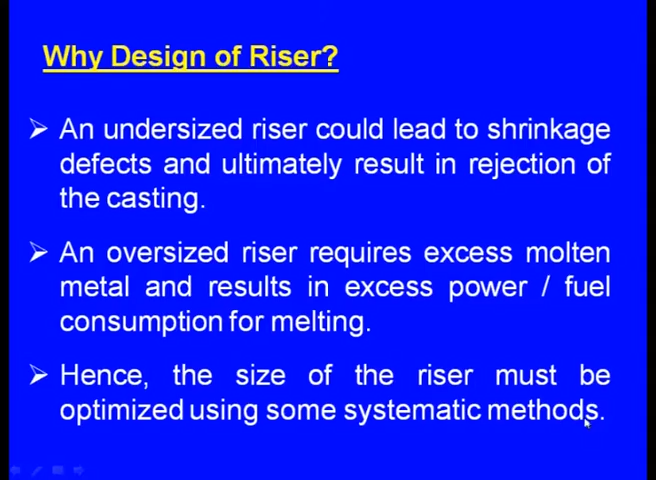 Why Design of Riser?
➢ An undersized riser could lead to shrinkage
defects and ultimately result in rejection of
the casting.
➢ An oversized riser requires excess molten
metal and results in excess power / fuel
consumption for melting.
➢ Hence, the size of the riser must be
optimized using some systematic methods.